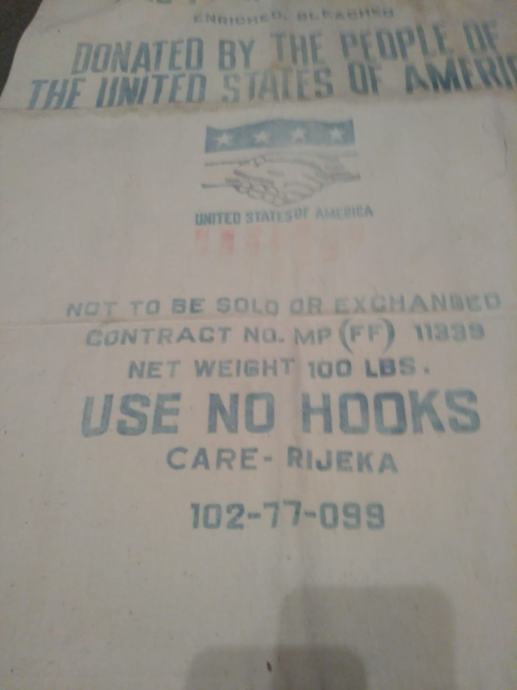 ENRICHED, BLEACHED
DONATED BY THE PEOPLE OF
THE UNITED STATES OF AMERIC
UNITED STATES OF AMERICA
NOT TO BE SOLD OR EXCHANGED
CONTRACT NO. MP (FF) 11339
NET WEIGHT 100 LBS.
USE NO HOOKS
CARE- RIJEKA
102-77-099